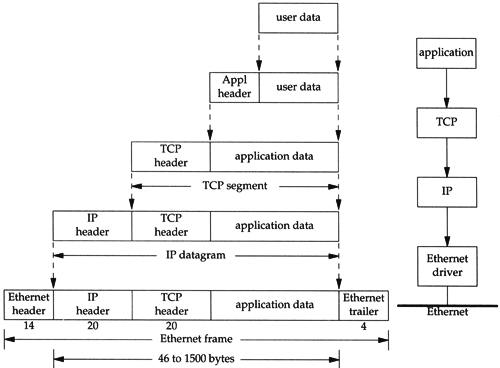 user data
Appl
header
user data
TCP
header
application data
TCP segment
IP
header
TCP
header
application data
IP datagram
Ethernet
header
IP
header
TCP
header
application data
Ethernet
trailer
14
20
20
4
Ethernet frame
46 to 1500 bytes
application
TCP
IP
Ethernet
driver
Ethernet